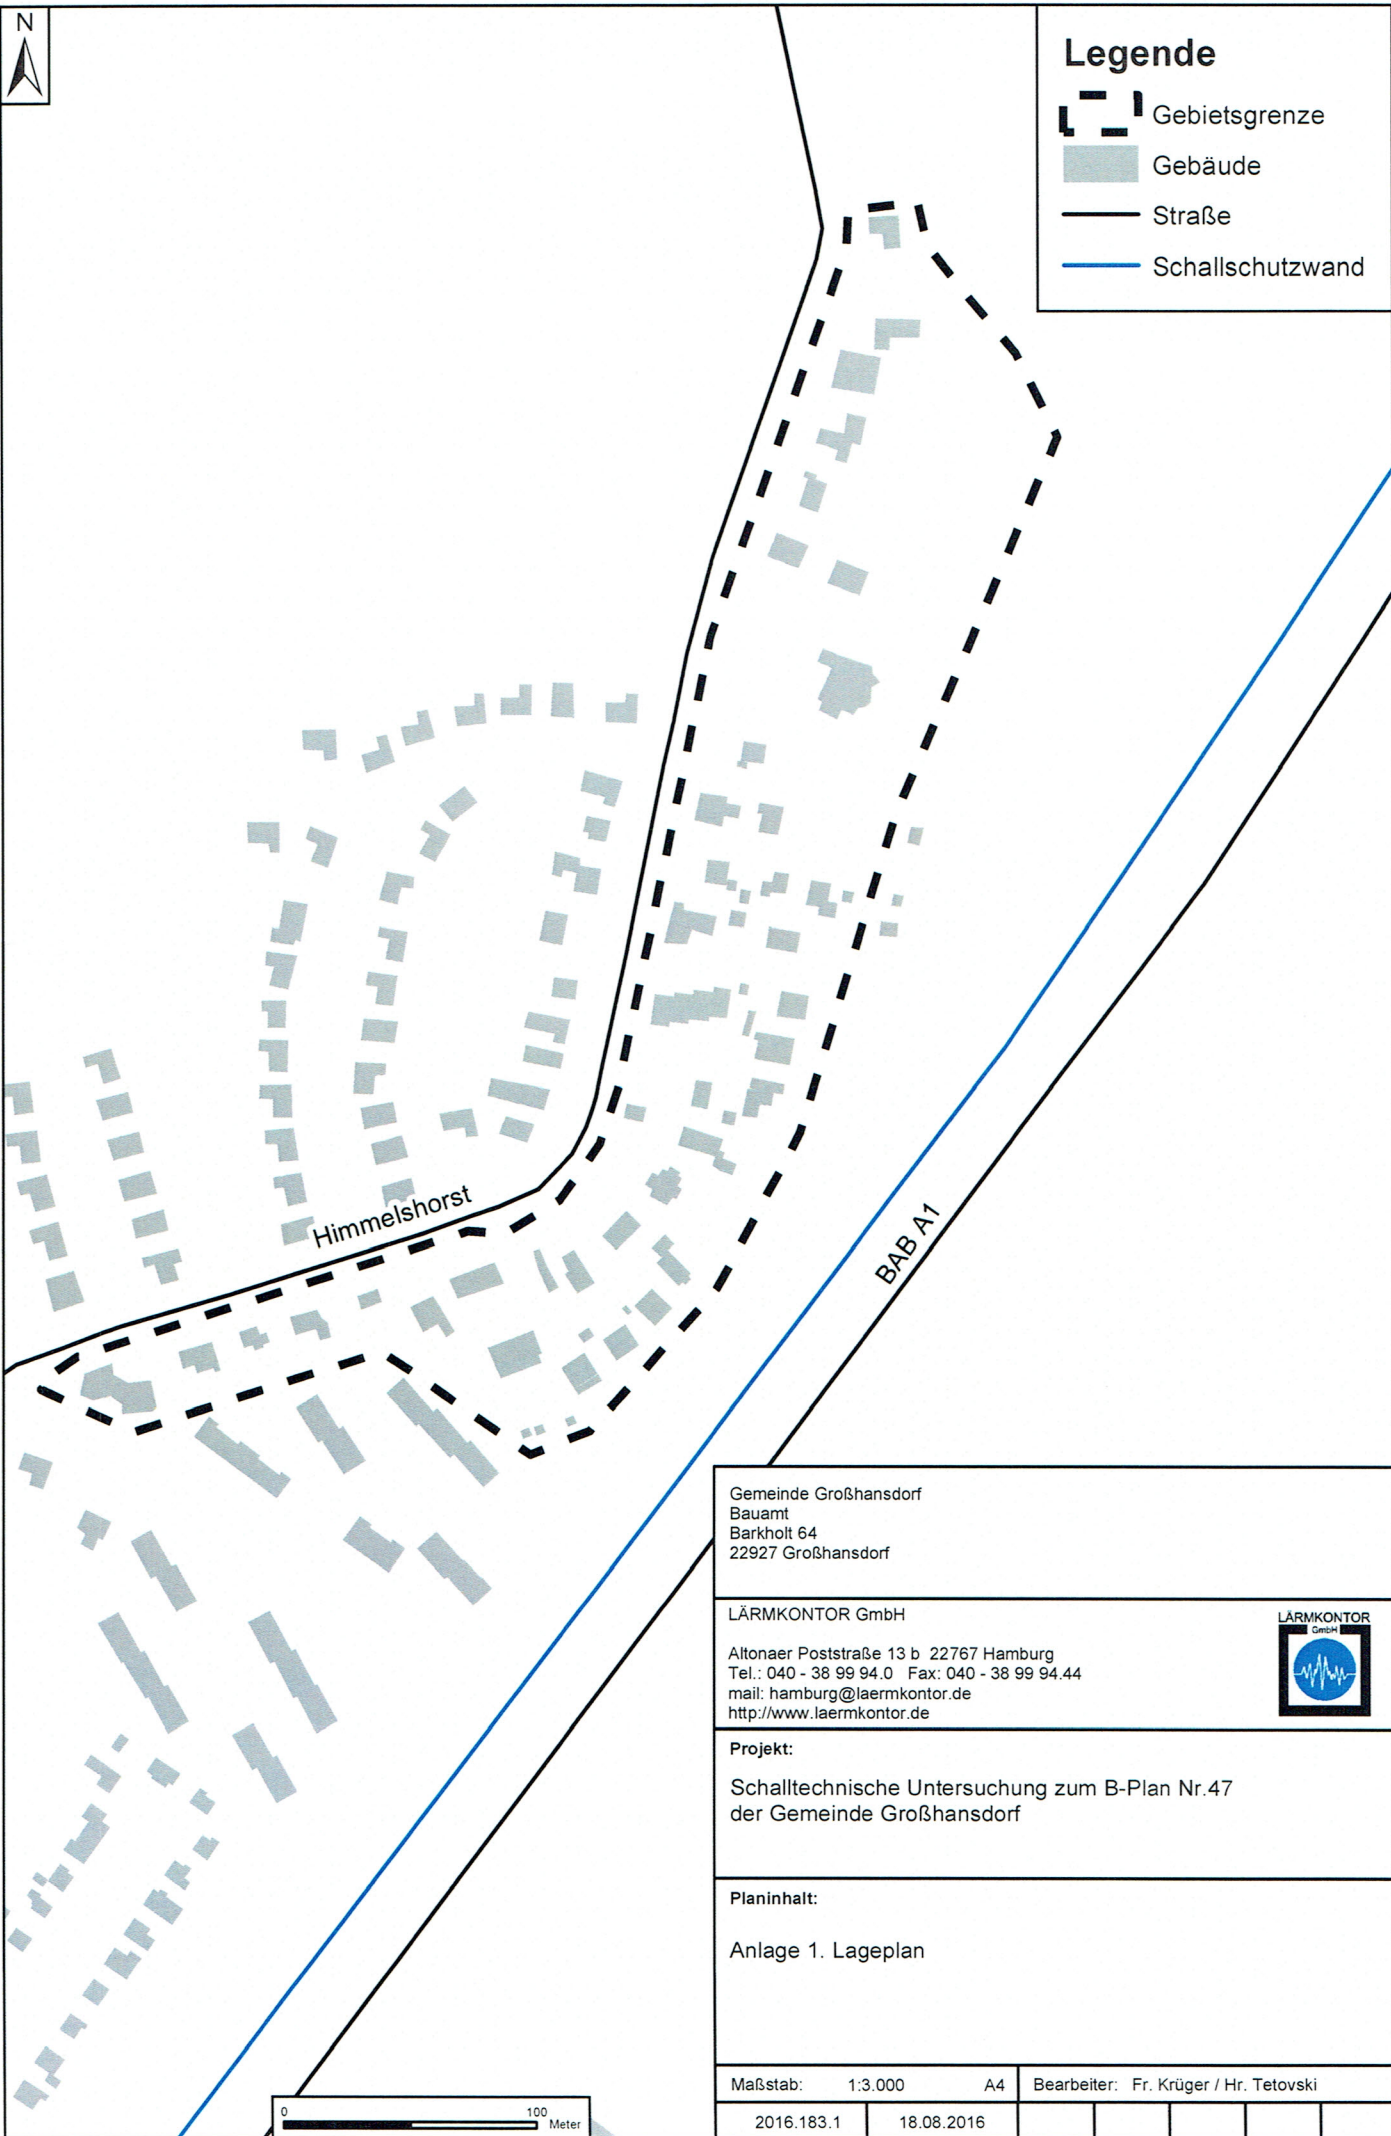 N
Legende
Gebietsgrenze
Gebäude
Straße
Schallschutzwand
Himmelshorst
BAB A1
Gemeinde Großhansdorf
Bauamt
Barkholt 64
22927 Großhansdorf
LÄRMKONTOR GmbH
Altonaer Poststraße 13 b 22767 Hamburg
Tel.: 040 - 38 99 94.0 Fax: 040 - 38 99 94.44
mail: hamburg@laermkontor.de
http://www.laermkontor.de
LÄRMKONTOR
GmbH
Projekt:
Schalltechnische Untersuchung zum B-Plan Nr.47
der Gemeinde Großhansdorf
Planinhalt:
Anlage 1. Lageplan
Maßstab: 1:3.000 A4 Bearbeiter: Fr. Krüger / Hr. Tetovski
2016.183.1 18.08.2016
0 100 Meter